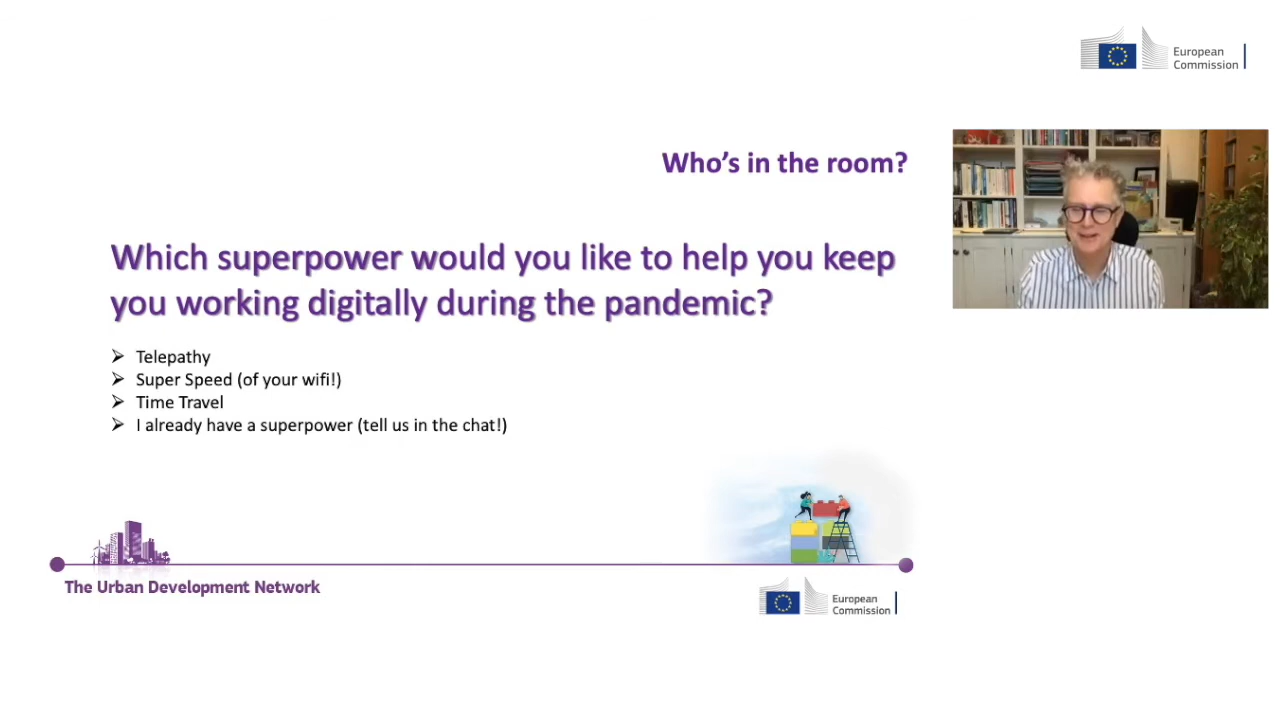 European
Commission
Who's in the room?
Which superpower would you like to help you keep
you working digitally during the pandemic?
Telepathy
Super Speed (of your wifi!)
Time Travel
I already have a superpower (tell us in the chat!)
The Urban Development Network
European
Commission